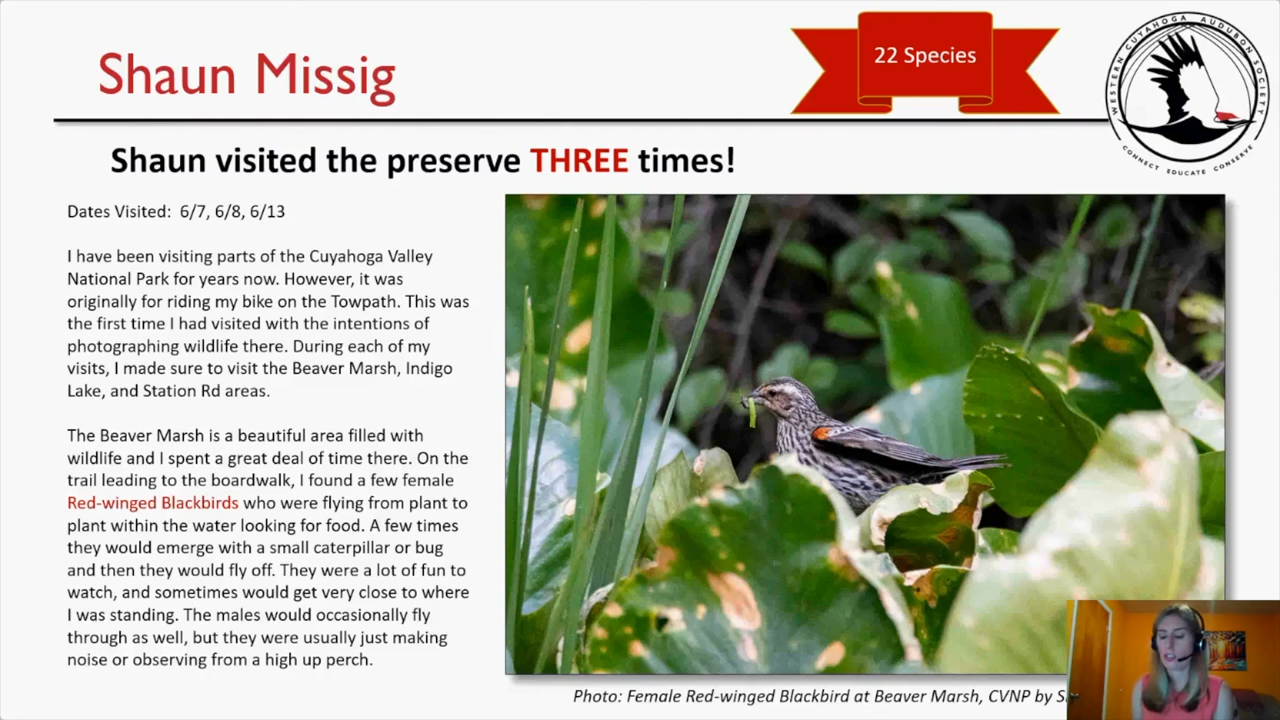 Shaun Missig
22 Species
WESTERN CUYAHOGA AUDUBON SOCIETY
CONNECT EDUCATE CONSERVE
Shaun visited the preserve THREE times!
Dates Visited: 6/7, 6/8, 6/13
I have been visiting parts of the Cuyahoga Valley
National Park for years now. However, it was
originally for riding my bike on the Towpath. This was
the first time I had visited with the intentions of
photographing wildlife there. During each of my
visits, I made sure to visit the Beaver Marsh, Indigo
Lake, and Station Rd areas.
The Beaver Marsh is a beautiful area filled with
wildlife and I spent a great deal of time there. On the
trail leading to the boardwalk, I found a few female
Red-winged Blackbirds who were flying from plant to
plant within the water looking for food. A few times
they would emerge with a small caterpillar or bug
and then they would fly off. They were a lot of fun to
watch, and sometimes would get very close to where
I was standing. The males would occasionally fly
through as well, but they were usually just making
noise or observing from a high up perch.
Photo: Female Red-winged Blackbird at Beaver Marsh, CVNP by